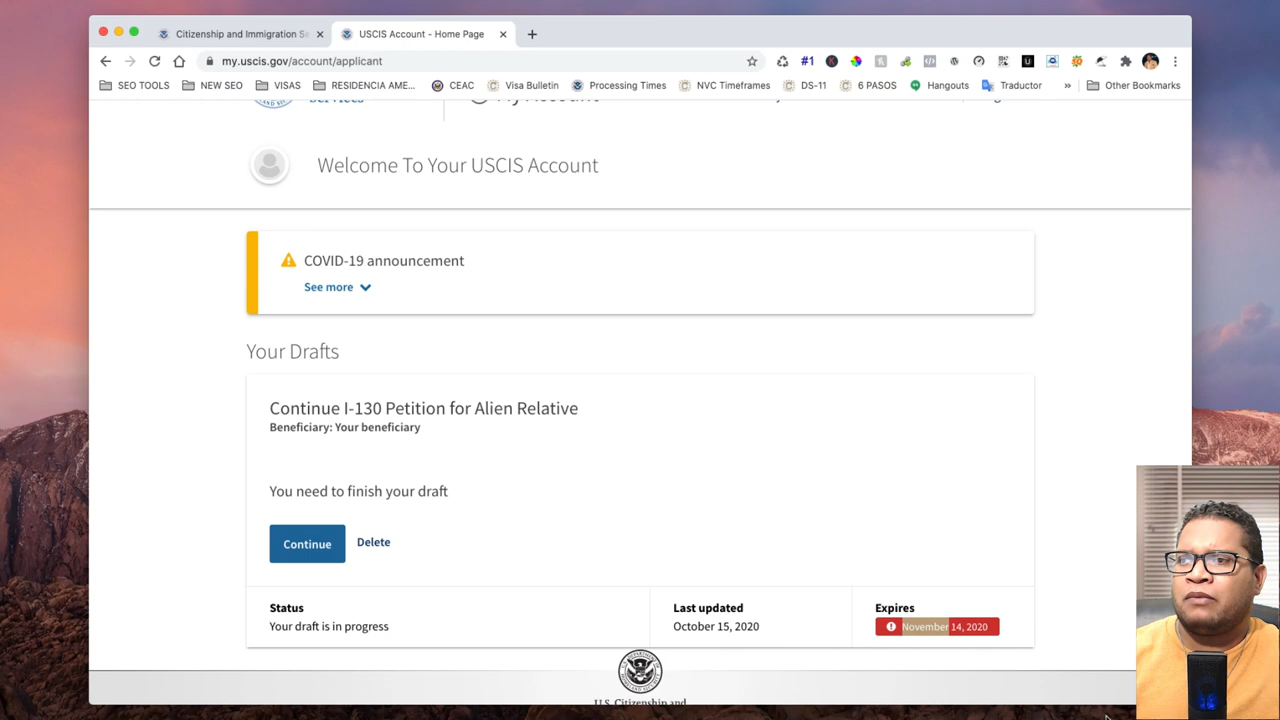 Citizenship and Immigration Se
USCIS Account - Home Page
my.uscis.gov/account/applicant
#1
SEO TOOLS
NEW SEO
VISAS
RESIDENCIA AME...
CEAC
Visa Bulletin
Processing Times
NVC Timeframes
DS-11
6 PASOS
Hangouts
Traductor
»
Other Bookmarks
Welcome To Your USCIS Account
COVID-19 announcement
See more
Your Drafts
Continue I-130 Petition for Alien Relative
Beneficiary: Your beneficiary
You need to finish your draft
Continue
Delete
Status
Your draft is in progress
Last updated
October 15, 2020
Expires
November 14, 2020
U.S. Citizenship and